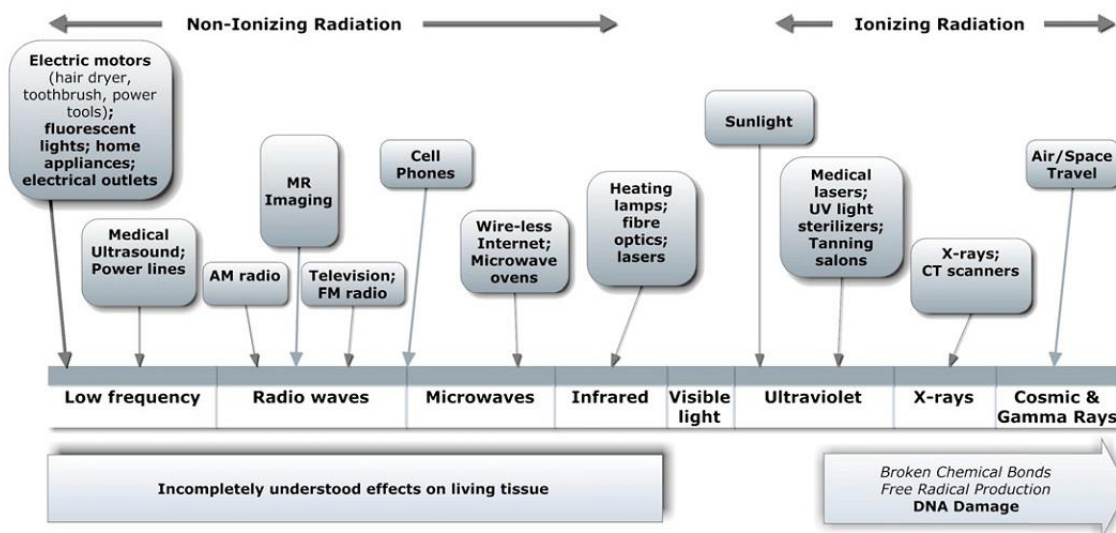 Non-Ionizing Radiation
Ionizing Radiation
Electric motors
(hair dryer,
toothbrush, power
tools);
fluorescent
lights; home
appliances;
electrical outlets
Medical
Ultrasound;
Power lines
AM radio
MR
Imaging
Television;
FM radio
Cell
Phones
Wire-less
Internet;
Microwave
ovens
Heating
lamps;
fibre
optics;
lasers
Sunlight
Medical
lasers;
UV light
sterilizers;
Tanning
salons
X-rays;
CT scanners
Air/Space
Travel
Low frequency
Radio waves
Microwaves
Infrared
Visible
light
Ultraviolet
X-rays
Cosmic &
Gamma Rays
Incompletely understood effects on living tissue
Broken Chemical Bonds
Free Radical Production
DNA Damage